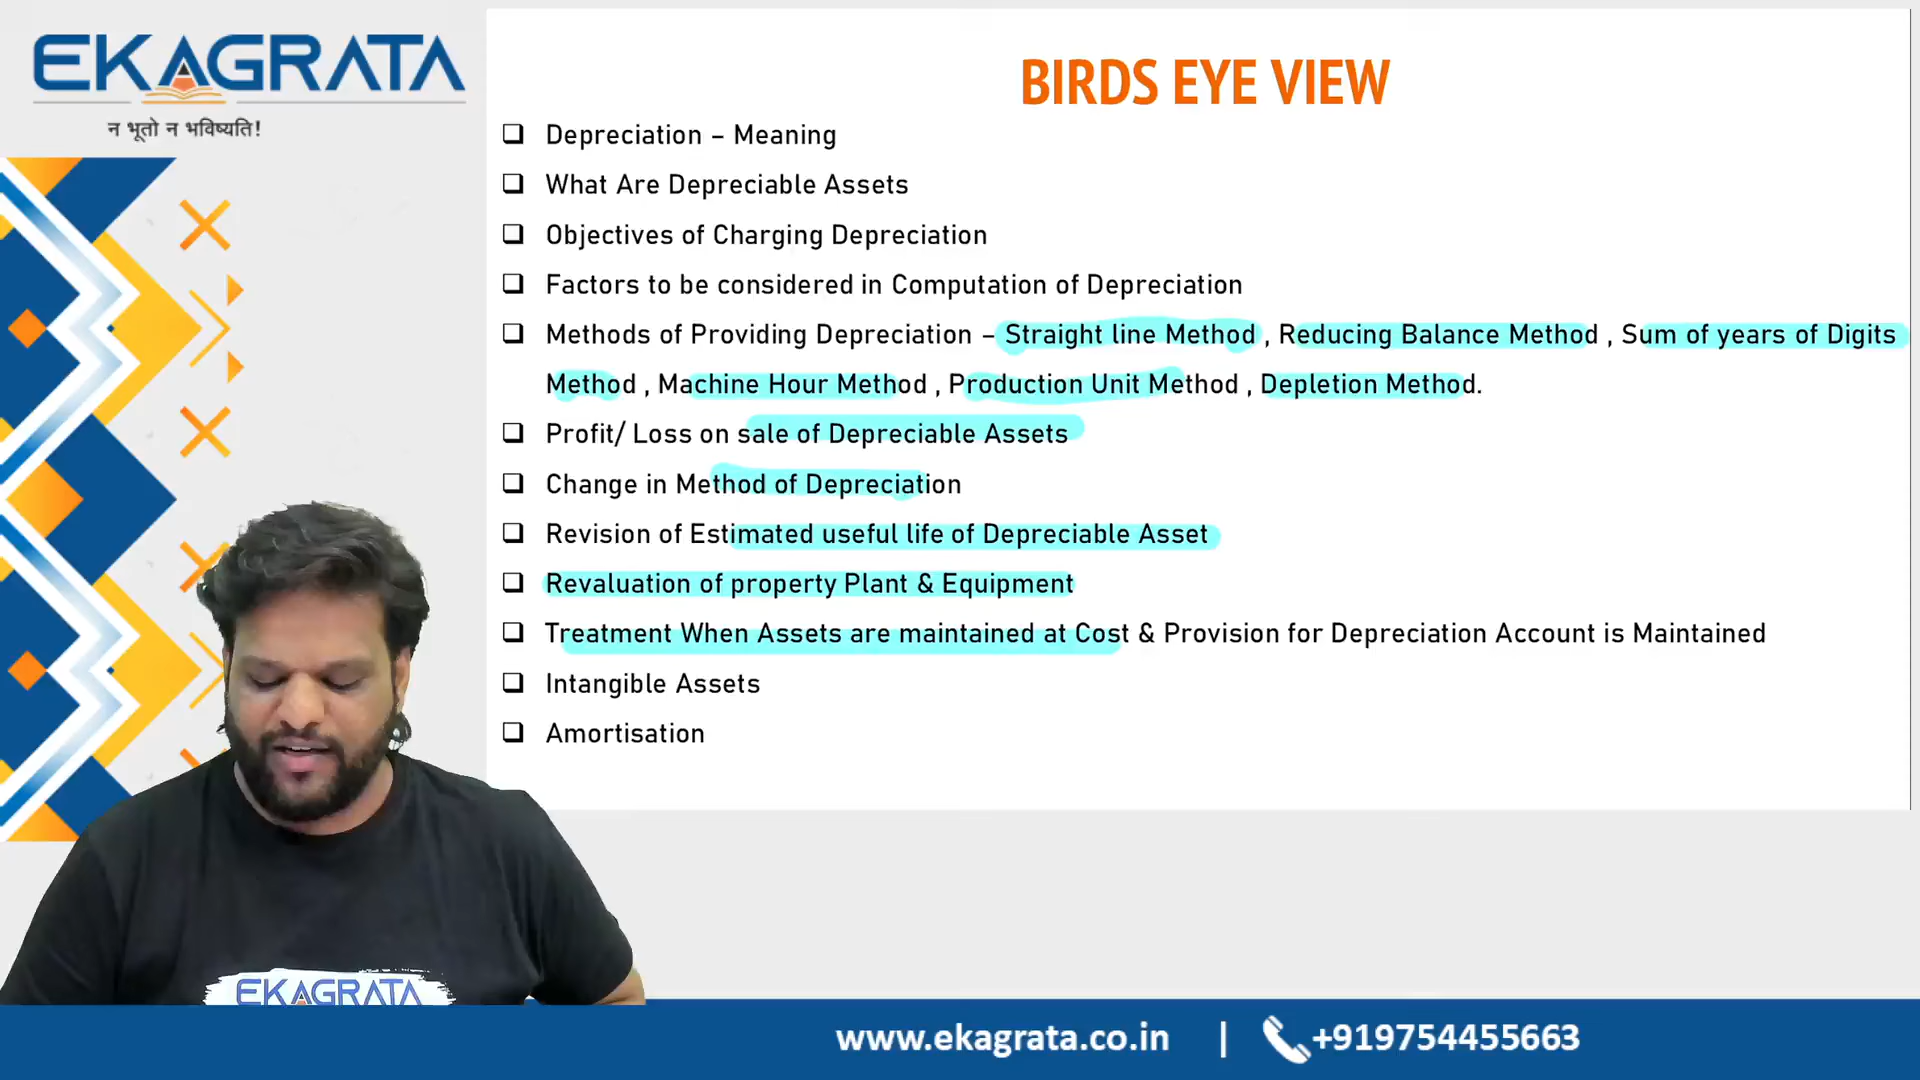 EKAGRATA
न भूतो न भविष्यति!
BIRDS EYE VIEW
❑ Depreciation – Meaning
❑ What Are Depreciable Assets
❑ Objectives of Charging Depreciation
❑ Factors to be considered in Computation of Depreciation
❑ Methods of Providing Depreciation – Straight line Method , Reducing Balance Method , Sum of years of Digits
Method , Machine Hour Method , Production Unit Method , Depletion Method.
❑ Profit/ Loss on sale of Depreciable Assets
❑ Change in Method of Depreciation
❑ Revision of Estimated useful life of Depreciable Asset
❑ Revaluation of property Plant & Equipment
❑ Treatment When Assets are maintained at Cost & Provision for Depreciation Account is Maintained
❑ Intangible Assets
❑ Amortisation
EKAGRATA
www.ekagrata.co.in | +919754455663